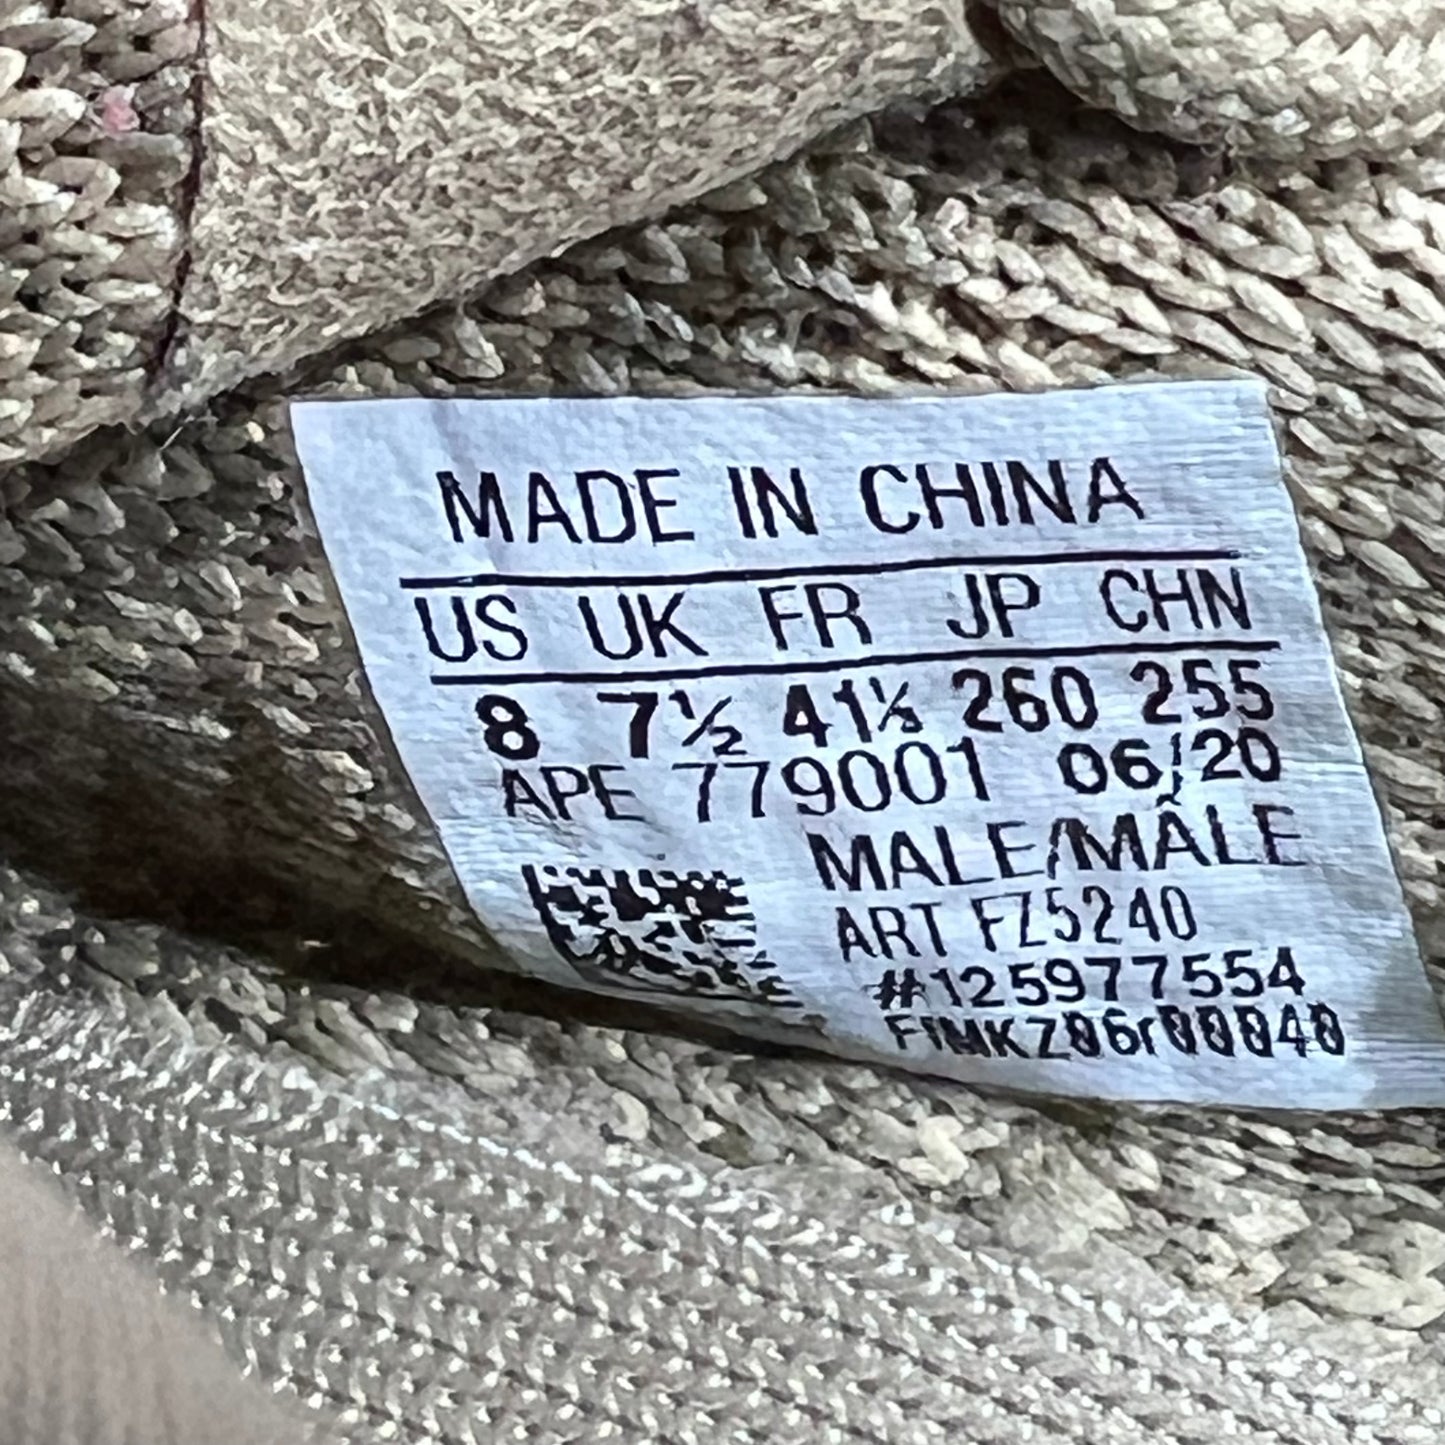 MADE IN CHINA
US UK FR JP CHN
8 7½ 41⅓ 260 255
APE 779001 06/20
MALE/MÂLE
ART FZ5240
#125977554